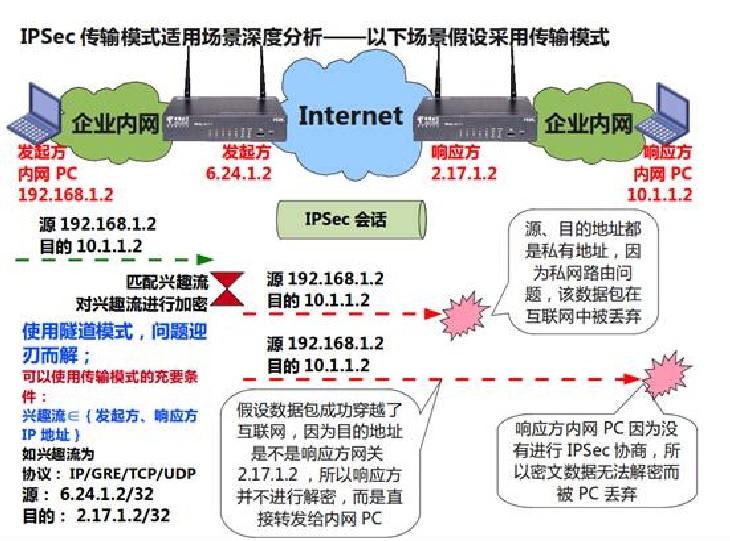 IPSec 传输模式适用场景深度分析——以下场景假设采用传输模式
企业内网
Internet
企业内网
发起方
内网 PC
192.168.1.2
发起方
6.24.1.2
响应方
2.17.1.2
响应方
内网 PC
10.1.1.2
源 192.168.1.2
目的 10.1.1.2
IPSec 会话
匹配兴趣流
对兴趣流进行加密
源 192.168.1.2
目的 10.1.1.2
源、目的地址都
是私有地址，因
为私网路由问
题，该数据包在
互联网中被丢弃
使用隧道模式，问题迎
刃而解；
可以使用传输模式的充要条
件：
兴趣流∈{ 发起方、响应方
IP 地址 }
如兴趣流为
协议： IP/GRE/TCP/UDP
源： 6.24.1.2/32
目的： 2.17.1.2/32
源 192.168.1.2
目的 10.1.1.2
假设数据包成功穿越了
互联网，因为目的地址
是不是响应方网关
2.17.1.2 ，所以响应方
并不进行解密，而是直
接转发给内网 PC
响应方内网 PC 因为没
有进行 IPSec 协商，所
以密文数据无法解密而
被 PC 丢弃